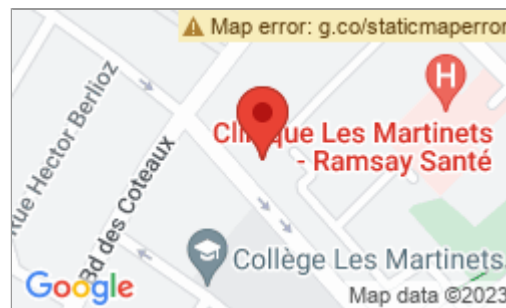 Map error: g.co/staticmaperror
Rue Hector Berlioz
Bd des Coteaux
Clinique Les Martinets
- Ramsay Santé
H
Collège Les Martinets
Google
Map data ©2023